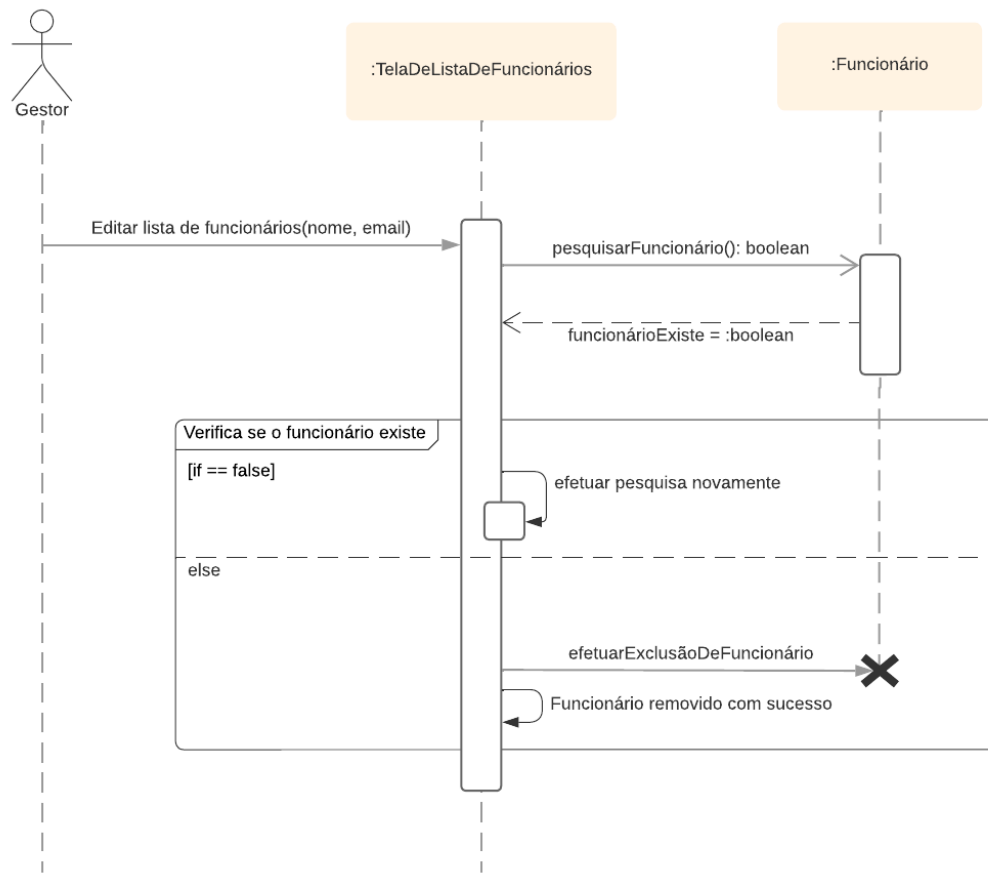 Gestor
:TelaDeListaDeFuncionários
:Funcionário
Editar lista de funcionários(nome, email)
pesquisarFuncionário(): boolean
funcionárioExiste = :boolean
Verifica se o funcionário existe
[if == false]
efetuar pesquisa novamente
else
efetuarExclusãoDeFuncionário
Funcionário removido com sucesso